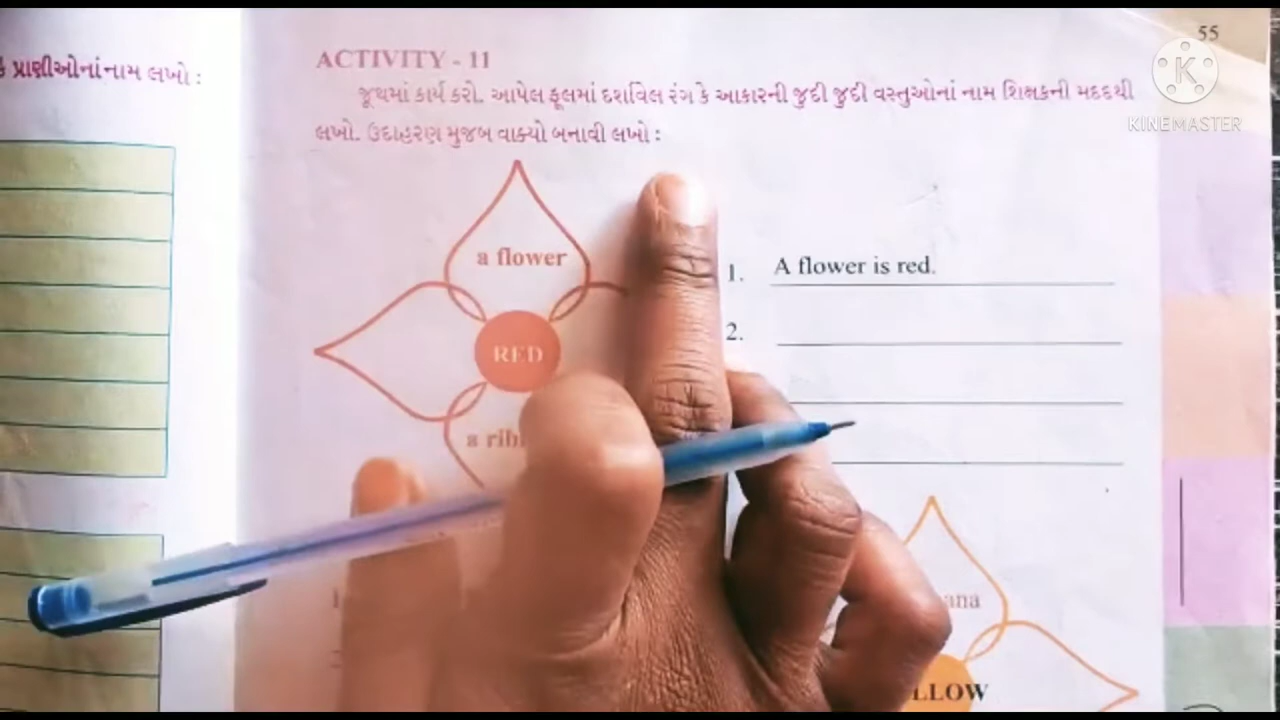 55
પ્રાણીઓનાં નામ લખો :
ACTIVITY - 11
જૂથમાં કાર્ય કરો. આપેલ ફૂલમાં દર્શાવેલ રંગ કે આકારની જુદી જુદી વસ્તુઓનાં નામ શિક્ષકની મદદથી
લખો. ઉદાહરણ મુજબ વાક્યો બનાવી લખો :
K
KINEMASTER
a flower
1. A flower is red.
2.
RED
a